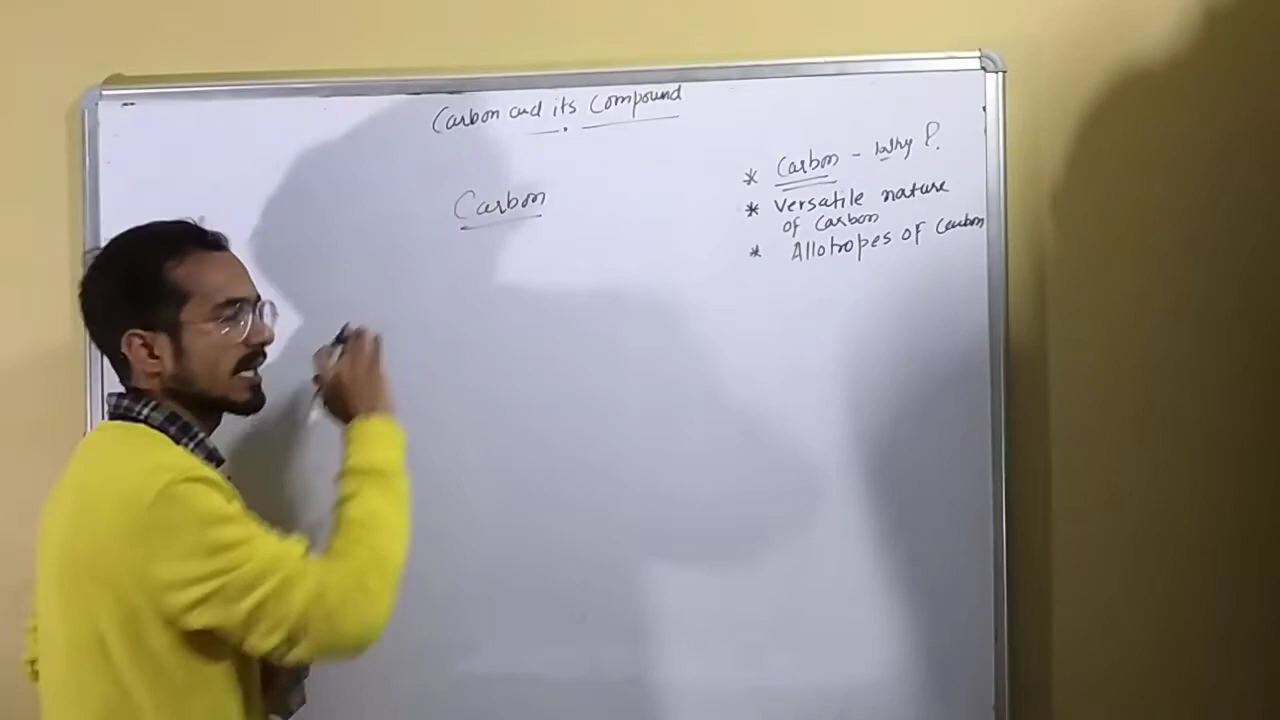 Carbon and its Compound
Carbon
* Carbon - Why ?
* Versatile nature
of Carbon
* Allotropes of Carbon